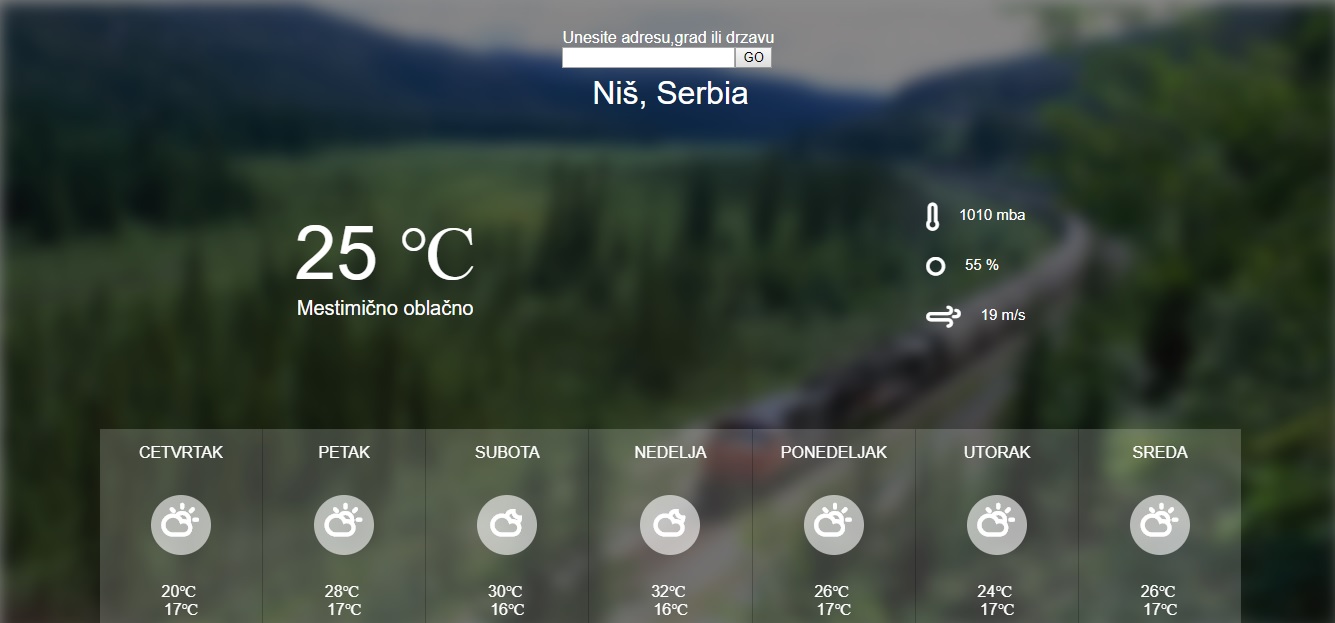 Unesite adresu,grad ili drzavu
GO
Niš, Serbia
25 °C
Mestimično oblačno
1010 mba
55 %
19 m/s
CETVRTAK PETAK SUBOTA NEDELJA PONEDELJAK UTORAK SREDA
20°C 28°C 30°C 32°C 26°C 24°C 26°C
17°C 17°C 16°C 16°C 17°C 17°C 17°C